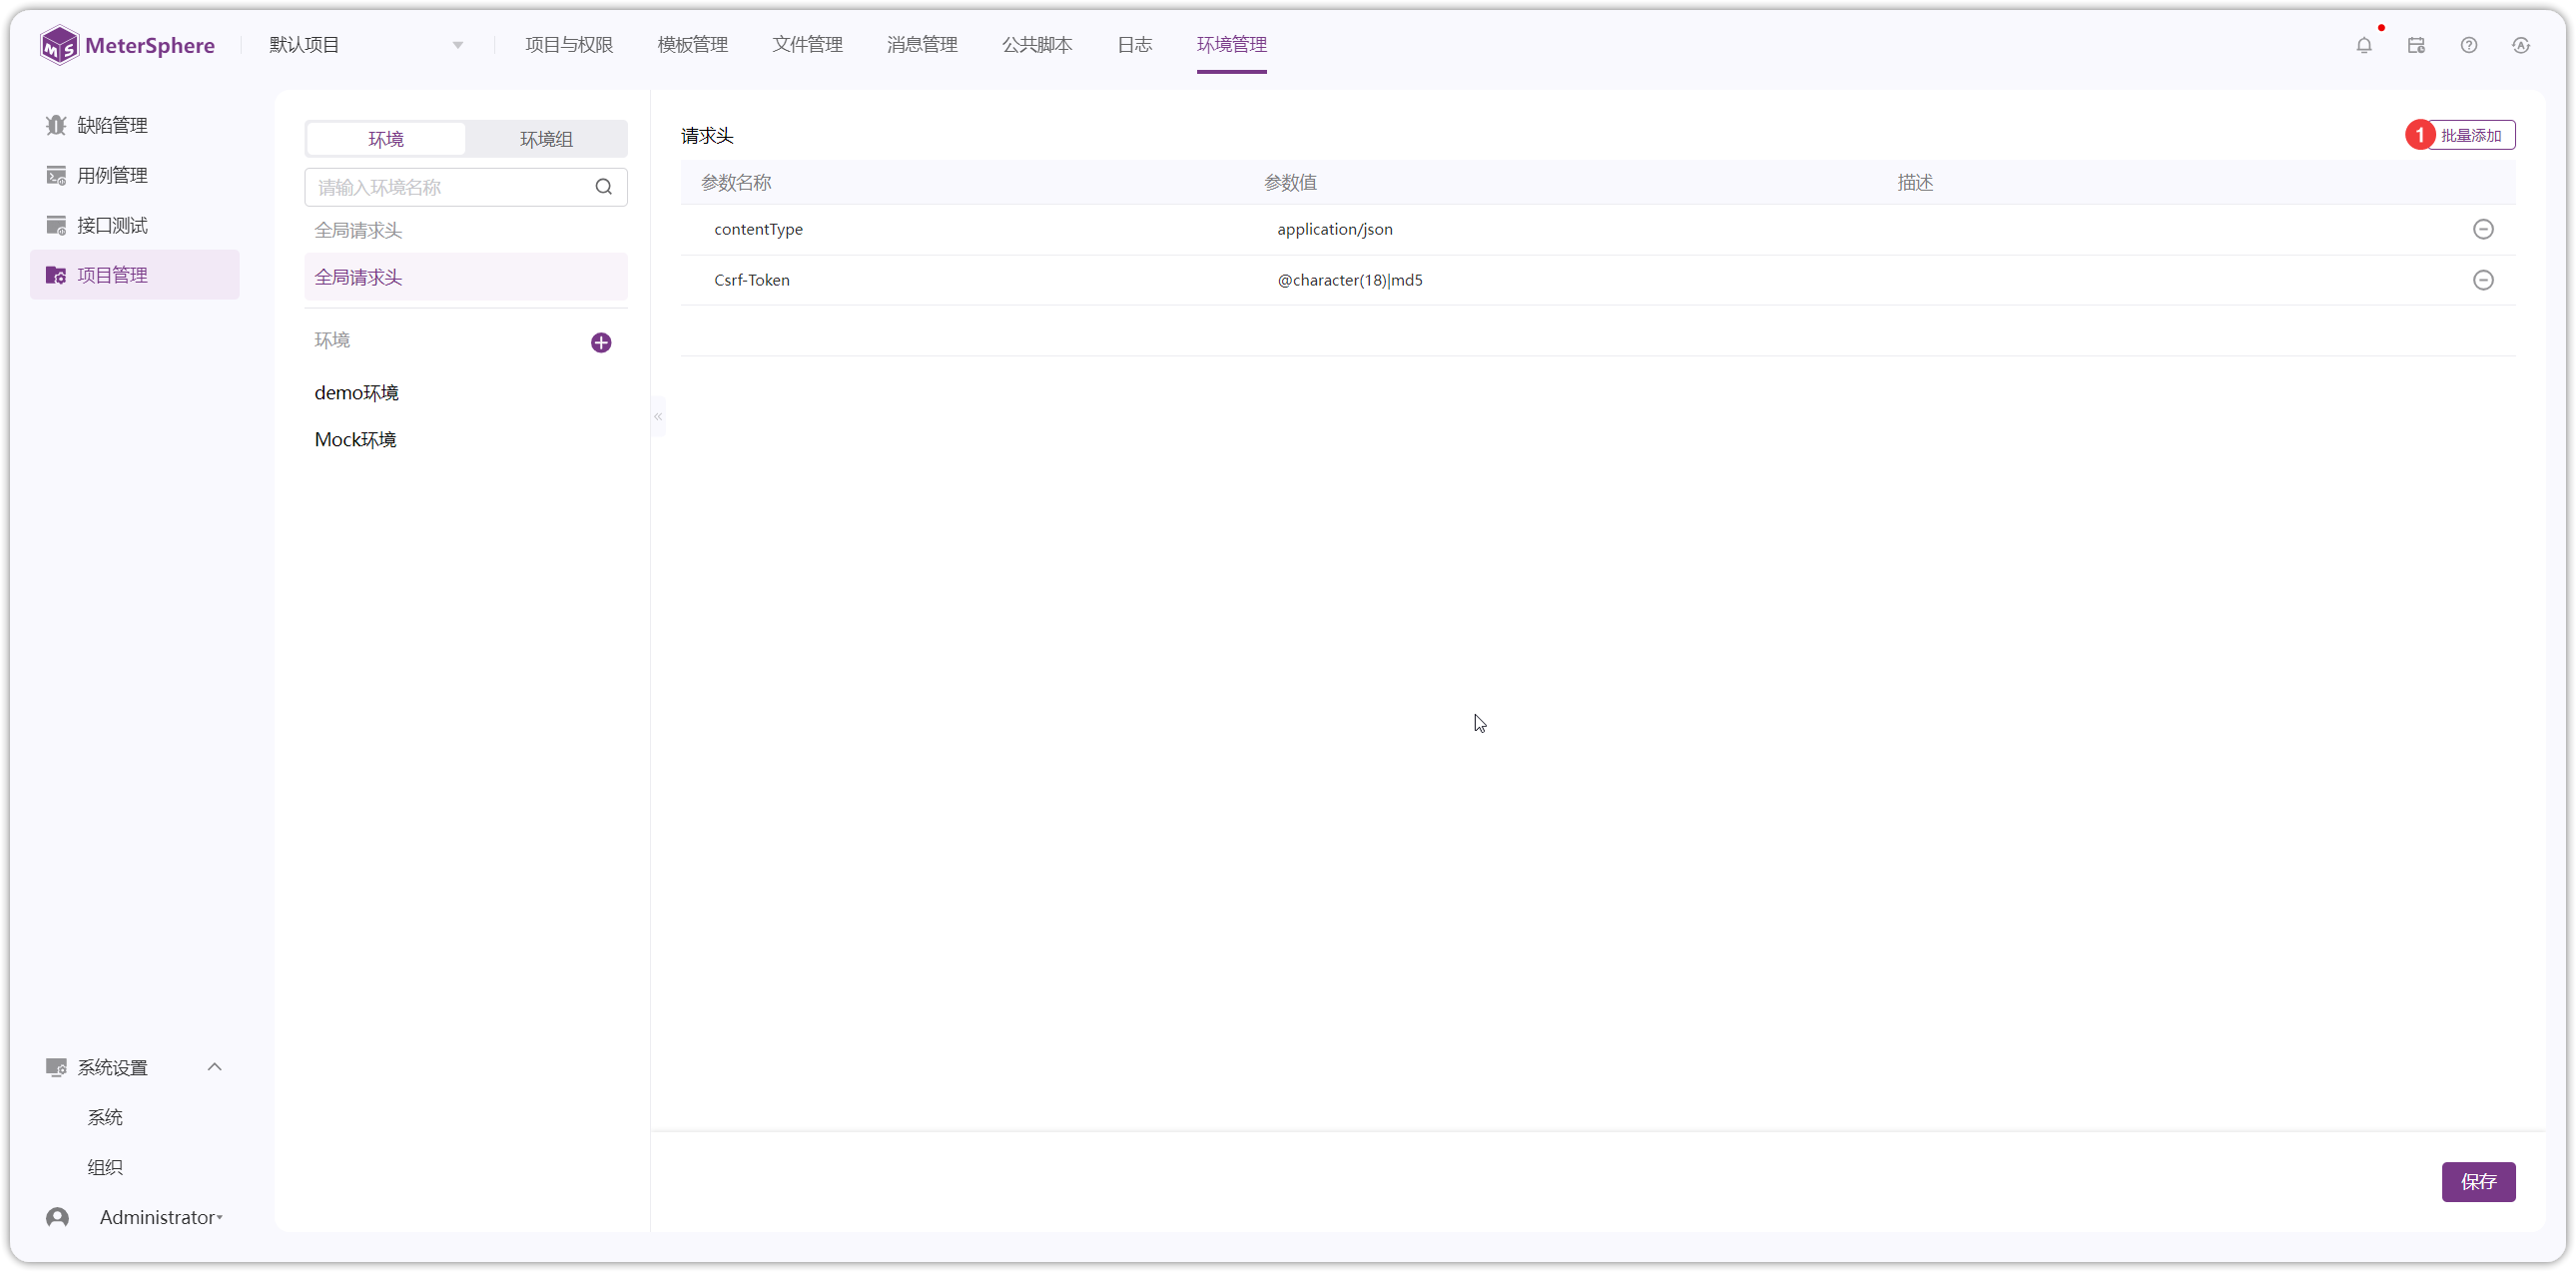 MeterSphere
默认项目
项目与权限
模板管理
文件管理
消息管理
公共脚本
日志
环境管理
缺陷管理
用例管理
接口测试
项目管理
系统设置
系统
组织
Administrator
环境
环境组
请输入环境名称
全局请求头
全局请求头
环境
demo环境
Mock环境
请求头
1 批量添加
参数名称 参数值 描述
contentType application/json
Csrf-Token @character(18)|md5
保存